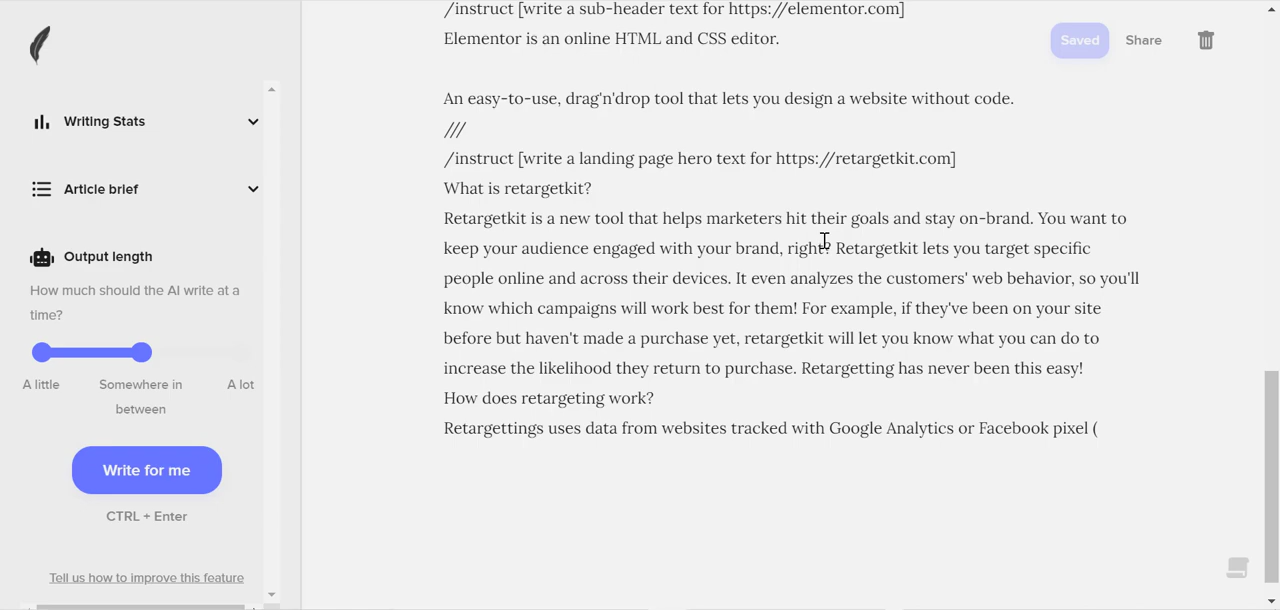 /instruct [write a sub-header text for https://elementor.com]
Elementor is an online HTML and CSS editor.
Saved
Share
Writing Stats
An easy-to-use, drag'n'drop tool that lets you design a website without code.
///
/instruct [write a landing page hero text for https://retargetkit.com]
Article brief
What is retargetkit?
Retargetkit is a new tool that helps marketers hit their goals and stay on-brand. You want to
keep your audience engaged with your brand, right? Retargetkit lets you target specific
people online and across their devices. It even analyzes the customers' web behavior, so you'll
know which campaigns will work best for them! For example, if they've been on your site
before but haven't made a purchase yet, retargetkit will let you know what you can do to
increase the likelihood they return to purchase. Retargetting has never been this easy!
How does retargeting work?
Retargettings uses data from websites tracked with Google Analytics or Facebook pixel (
Output length
How much should the AI write at a
time?
A little
Somewhere in
between
A lot
Write for me
CTRL + Enter
Tell us how to improve this feature